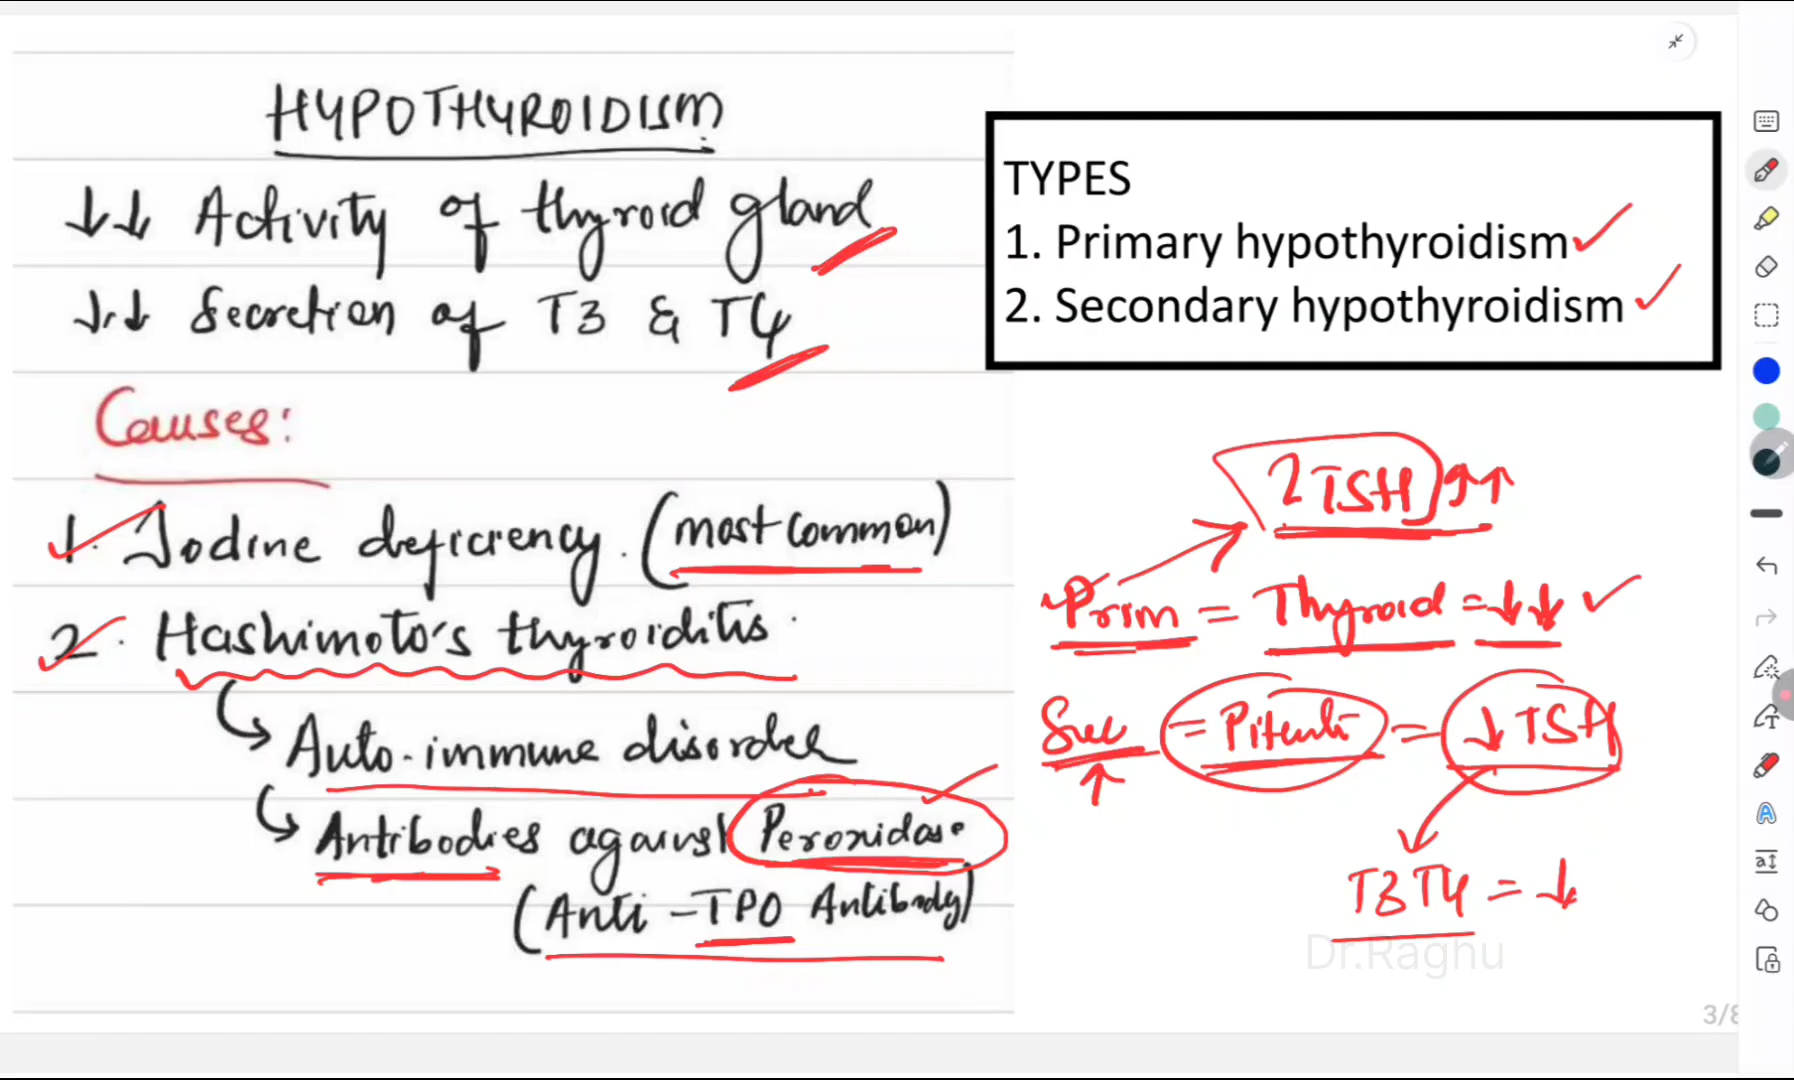 HYPOTHYROIDISM
↓↓ Activity of thyroid gland
↓↓ Secretion of T3 & T4
Causes:
1. Iodine deficiency. (most common)
2. Hashimoto's thyroiditis
Auto-immune disorder
Antibodies against Peroxidase
(Anti-TPO Antibody)
TYPES
1. Primary hypothyroidism
2. Secondary hypothyroidism
TSH ↑↑
Prim = Thyroid = ↓↓
Sec = = ↓ TSH
T3 T4 = ↓
Dr.Raghu
3/8